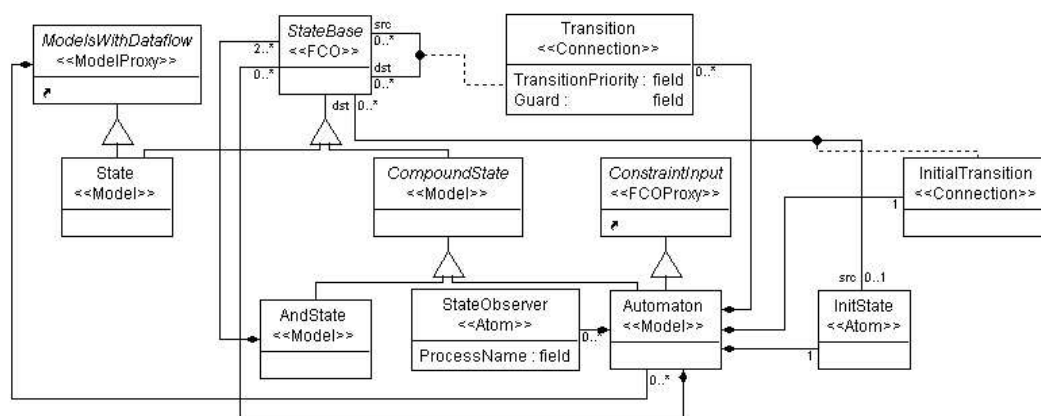 ModelsWithDataflow
<<ModelProxy>>
StateBase
<<FCO>>
src
0..*
dst
0..*
2..*
0..*
dst 0..*
Transition
<<Connection>>
TransitionPriority : field
Guard : field
0..*
State
<<Model>>
CompoundState
<<Model>>
ConstraintInput
<<FCOProxy>>
InitialTransition
<<Connection>>
1
AndState
<<Model>>
StateObserver
<<Atom>>
ProcessName : field
0..*
Automaton
<<Model>>
0..*
src 0..1
InitState
<<Atom>>
1